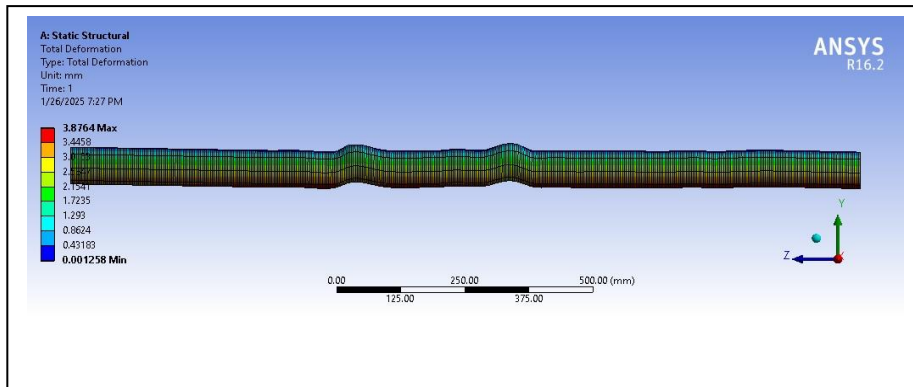 A: Static Structural
Total Deformation
Type: Total Deformation
Unit: mm
Time: 1
1/26/2025 7:27 PM
ANSYS
R16.2
3.8764 Max
3.4458
2.1541
1.7235
1.293
0.8624
0.43183
0.001258 Min
Y
Z
0.00 250.00 500.00 (mm)
125.00 375.00